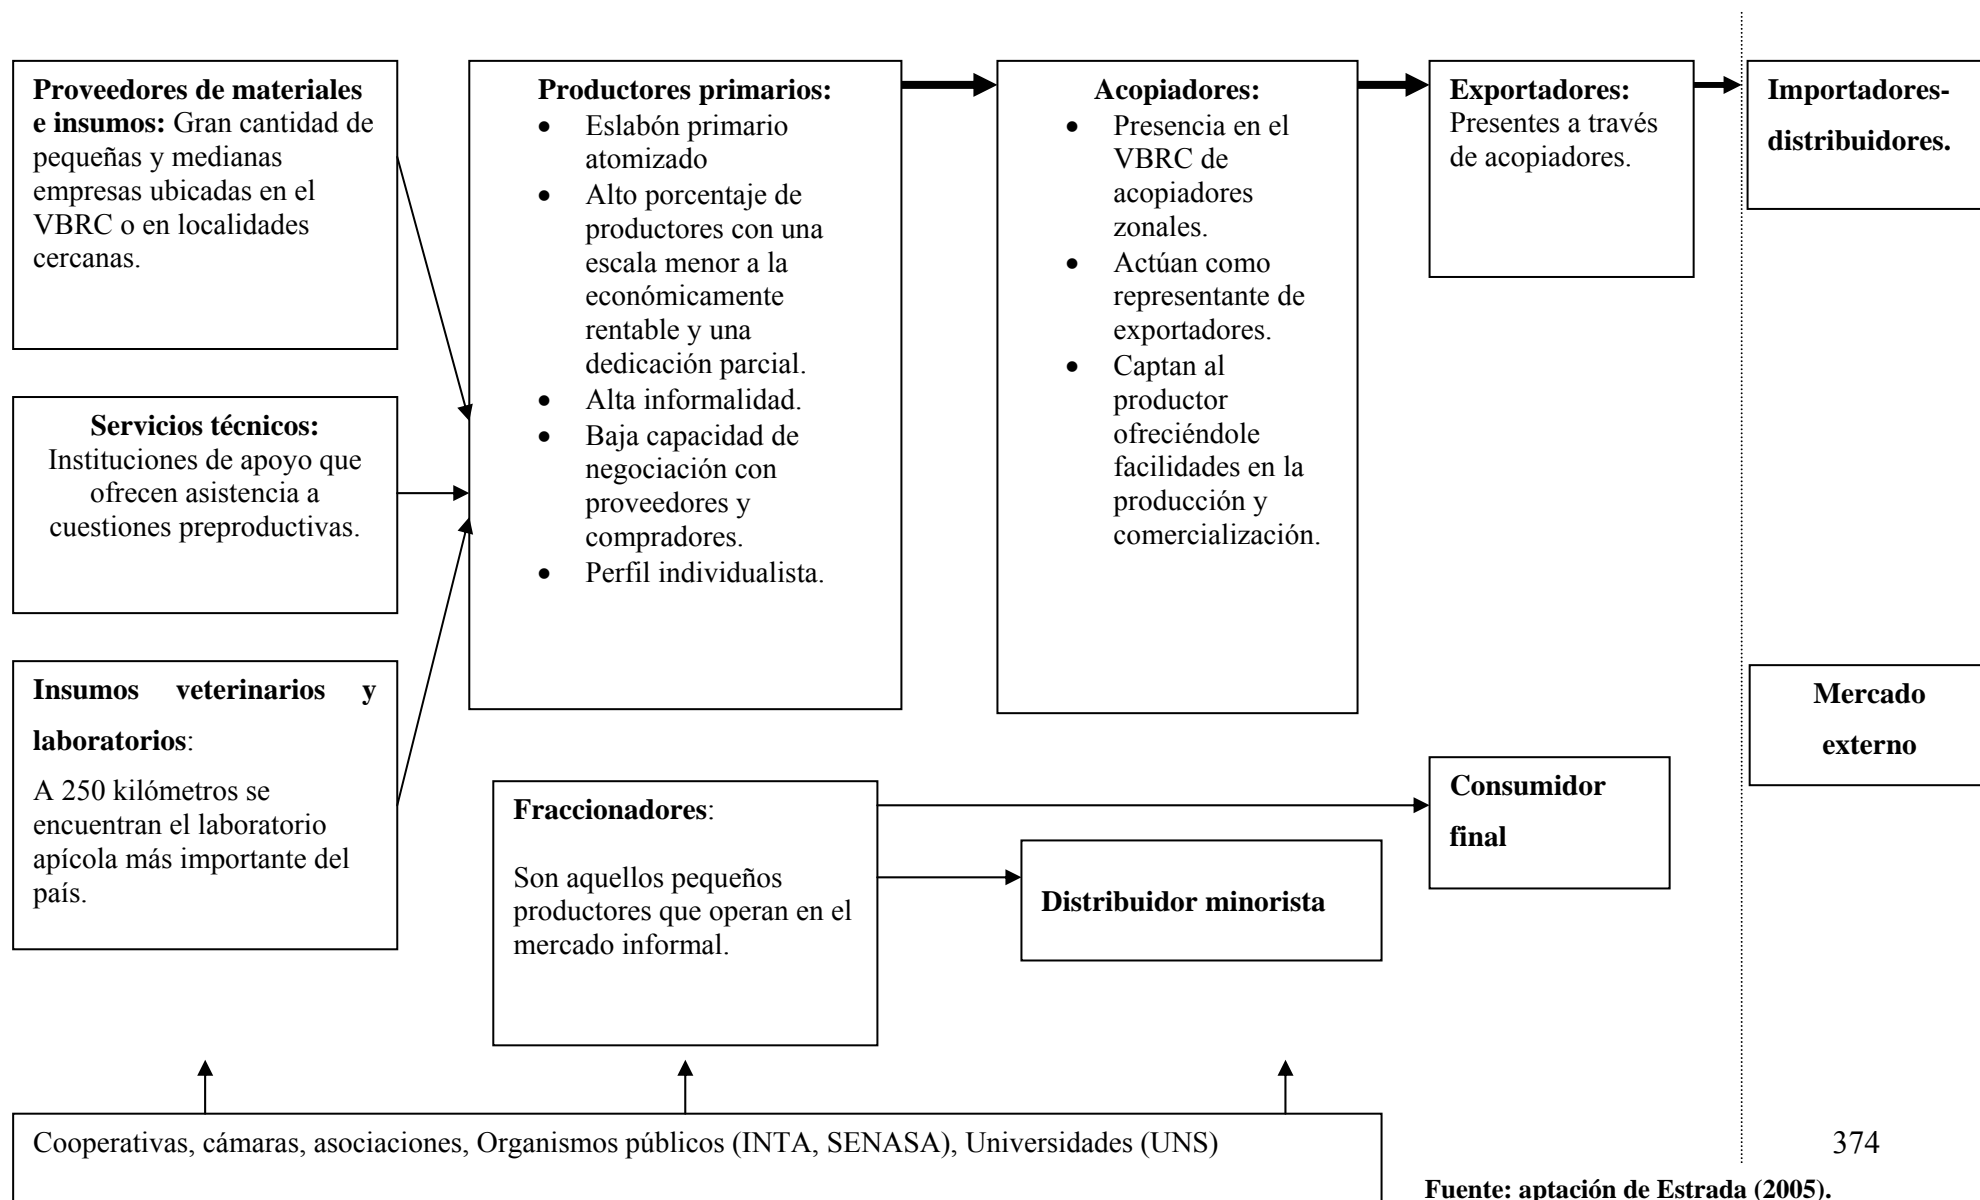 Proveedores de materiales
e insumos: Gran cantidad de
pequeñas y medianas
empresas ubicadas en el
VBRC o en localidades
cercanas.
Servicios técnicos:
Instituciones de apoyo que
ofrecen asistencia a
cuestiones preproductivas.
Insumos veterinarios y
laboratorios:
A 250 kilómetros se
encuentran el laboratorio
apícola más importante del
país.
Productores primarios:
• Eslabón primario
atomizado
• Alto porcentaje de
productores con una
escala menor a la
económicamente
rentable y una
dedicación parcial.
• Alta informalidad.
• Baja capacidad de
negociación con
proveedores y
compradores.
• Perfil individualista.
Acopiadores:
• Presencia en el
VBRC de
acopiadores
zonales.
• Actúan como
representante de
exportadores.
• Captan al
productor
ofreciéndole
facilidades en la
producción y
comercialización.
Exportadores:
Presentes a través
de acopiadores.
Importadores-
distribuidores.
Mercado
externo
Fraccionadores:
Son aquellos pequeños
productores que operan en el
mercado informal.
Distribuidor minorista
Consumidor
final
Cooperativas, cámaras, asociaciones, Organismos públicos (INTA, SENASA), Universidades (UNS)
374
Fuente: aptación de Estrada (2005).